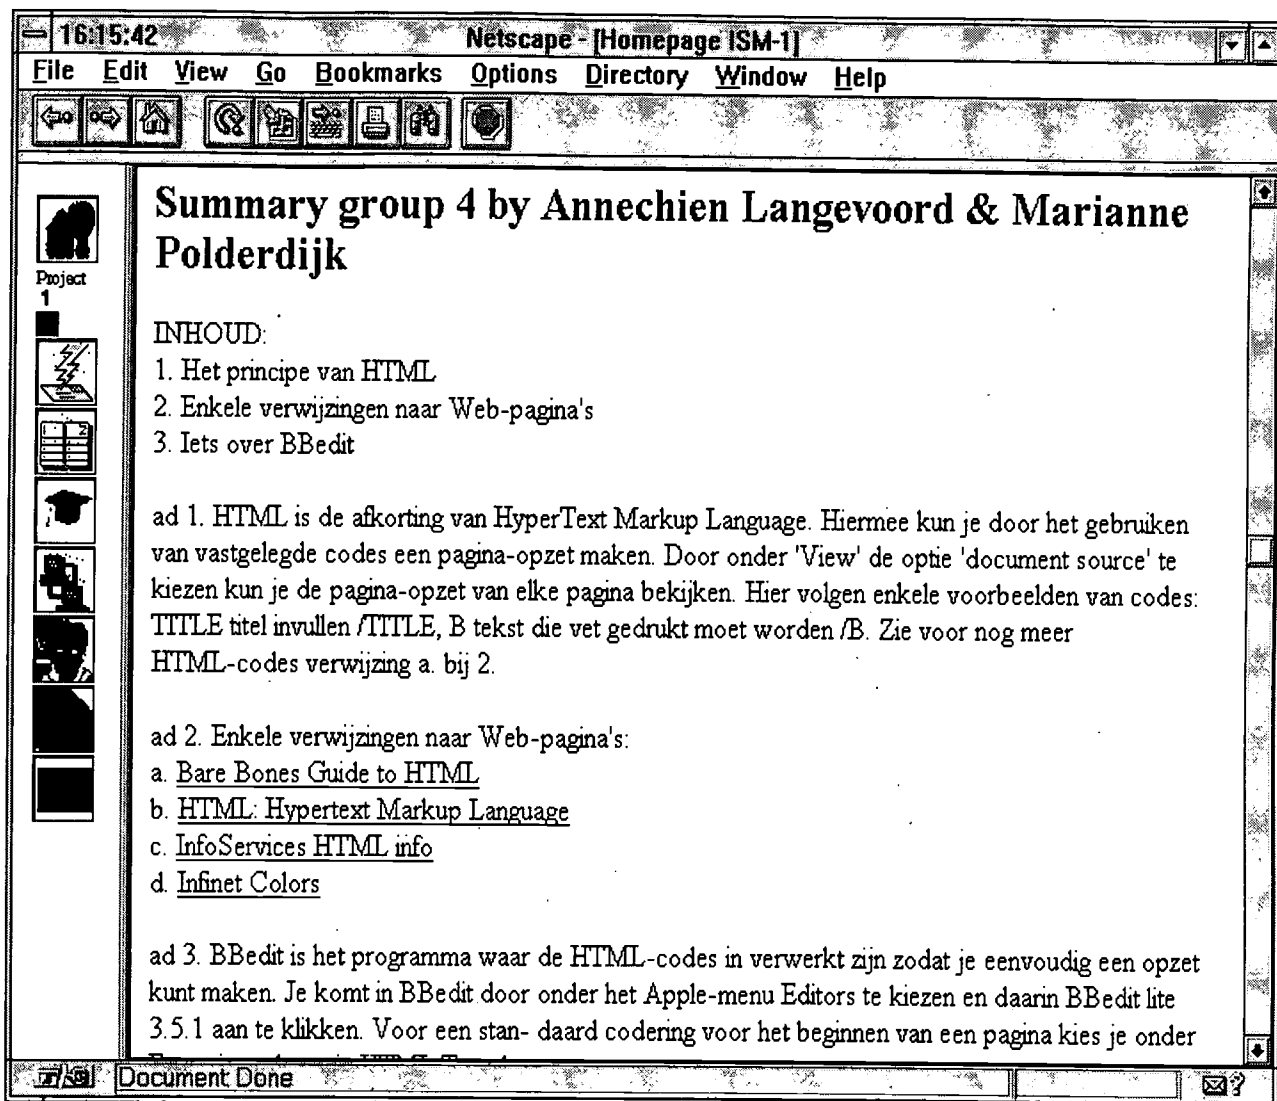 16:15:42 Netscape - [Homepage ISM-1]
File Edit View Go Bookmarks Options Directory Window Help
Project
1
Summary group 4 by Annechien Langevoord & Marianne
Polderdijk
INHOUD:
1. Het principe van HTML
2. Enkele verwijzingen naar Web-pagina's
3. Iets over BBedit
ad 1. HTML is de afkorting van HyperText Markup Language. Hiermee kun je door het gebruiken
van vastgelegde codes een pagina-opzet maken. Door onder 'View' de optie 'document source' te
kiezen kun je de pagina-opzet van elke pagina bekijken. Hier volgen enkele voorbeelden van codes:
TITLE titel invullen /TITLE, B tekst die vet gedrukt moet worden /B. Zie voor nog meer
HTML-codes verwijzing a. bij 2.
ad 2. Enkele verwijzingen naar Web-pagina's:
a. Bare Bones Guide to HTML
b. HTML: Hypertext Markup Language
c. InfoServices HTML info
d. Infinet Colors
ad 3. BBedit is het programma waar de HTML-codes in verwerkt zijn zodat je eenvoudig een opzet
kunt maken. Je komt in BBedit door onder het Apple-menu Editors te kiezen en daarin BBedit lite
3.5.1 aan te klikken. Voor een stan- daard codering voor het beginnen van een pagina kies je onder
Document Done